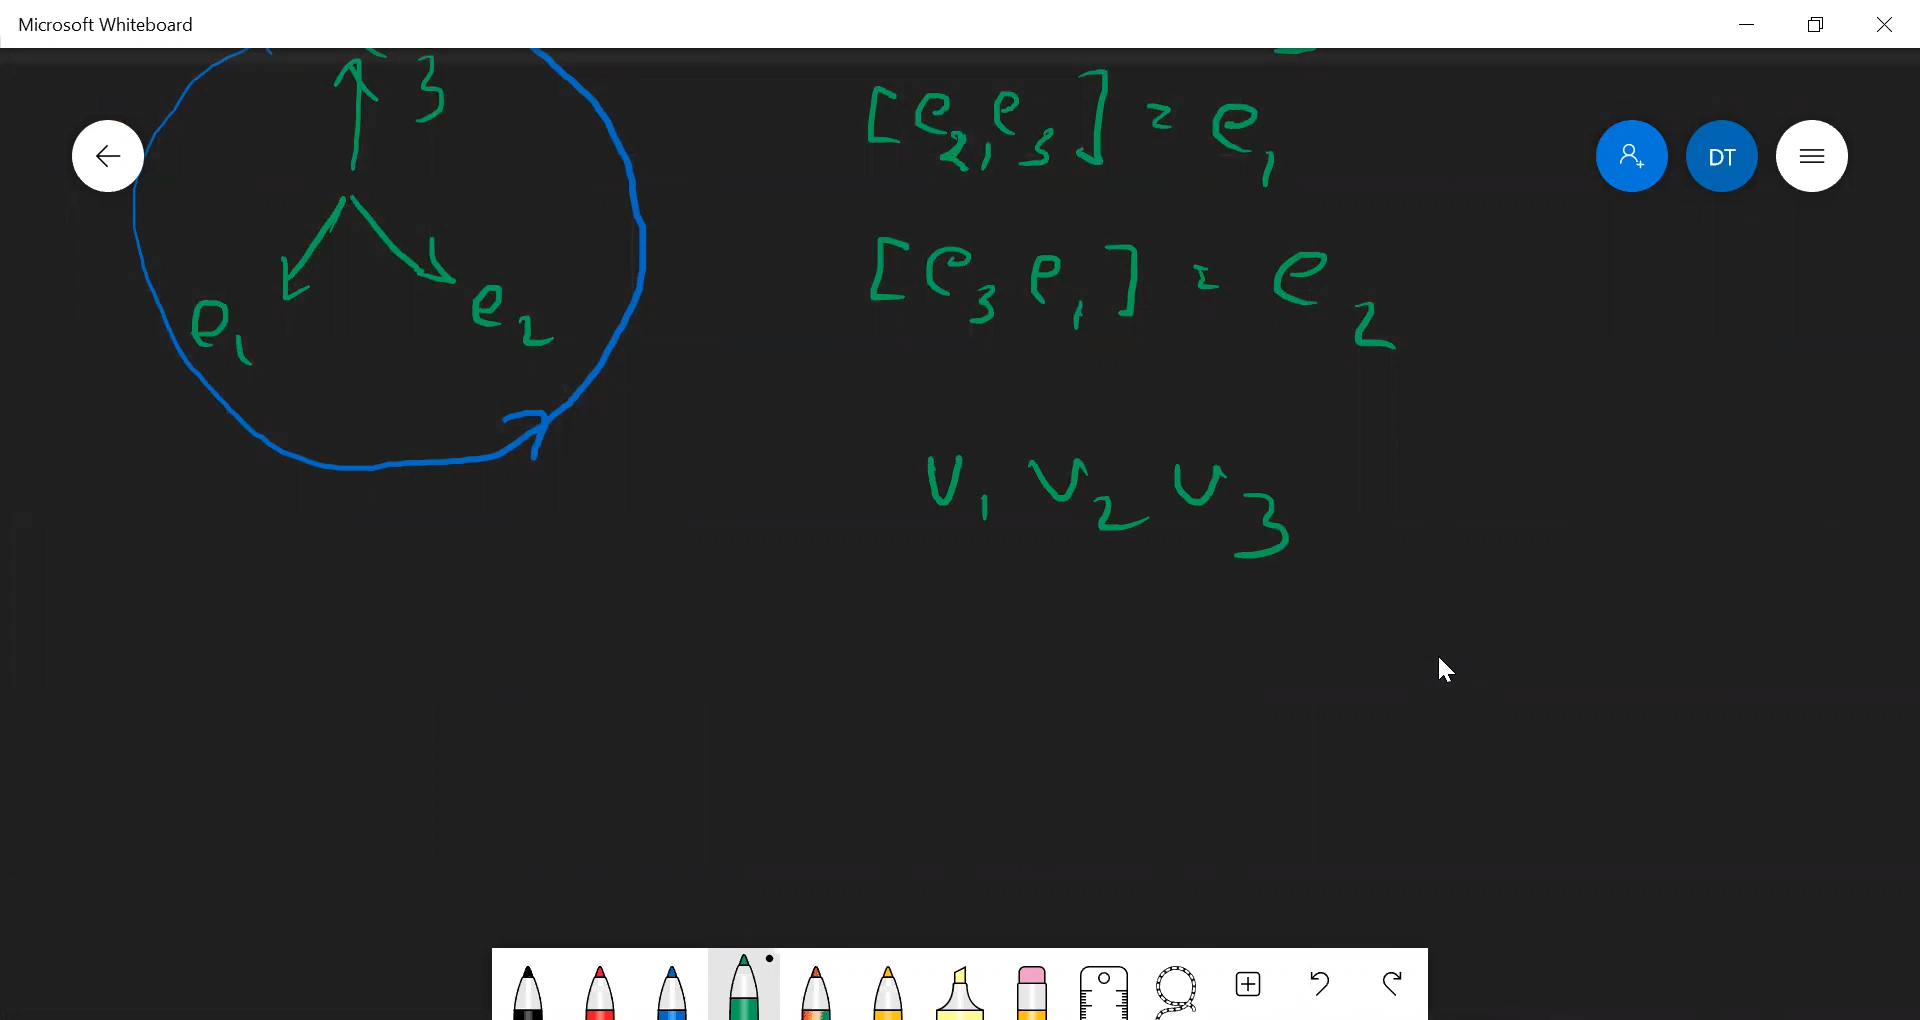 Microsoft Whiteboard
3
[e₂, e₃] = e₁
DT
[e₃ e₁] = e₂
e₁
e₂
v₁ v₂ v₃